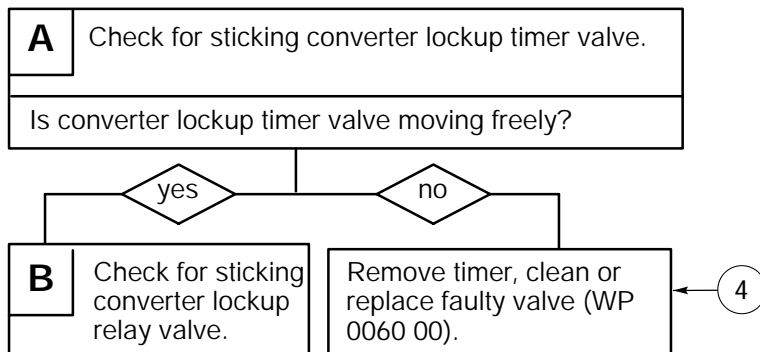 A
Check for sticking converter lockup timer valve.
Is converter lockup timer valve moving freely?
yes
no
B
Check for sticking
converter lockup
relay valve.
Remove timer, clean or
replace faulty valve (WP
0060 00).
4